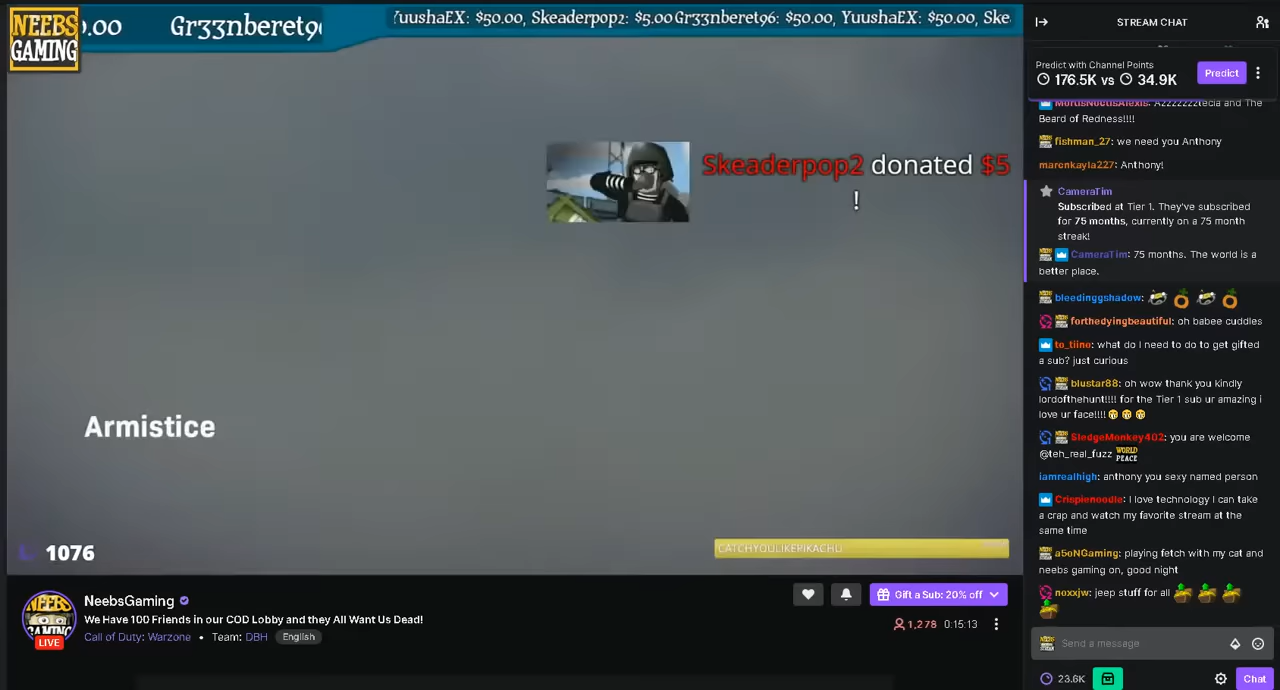 NEEBS
GAMING
0.00
Gr33nberet9
YuushaEX: $50.00, Skeaderpop2: $5.00Gr33nberet96: $50.00, YuushaEX: $50.00, Ske
Skeaderpop2 donated $5
!
Armistice
1076
CATCHYOULIKEPIKACHU
NEEBS
GAMING
LIVE
NeebsGaming
We Have 100 Friends in our COD Lobby and they All Want Us Dead!
Call of Duty: Warzone • Team: DBH English
Gift a Sub: 20% off
1,278 0:15:13
STREAM CHAT
Predict with Channel Points
176.5K vs 34.9K
Predict
MortisNoctisAlexis: Azzzzzzztecia and The
Beard of Redness!!!!
fishman_27: we need you Anthony
marenkayla227: Anthony!
CameraTim
Subscribed at Tier 1. They've subscribed
for 75 months, currently on a 75 month
streak!
CameraTim: 75 months. The world is a
better place.
bleedinggshadow:
forthedyingbeautiful: oh babee cuddles
to_tiino: what do I need to do to get gifted
a sub? just curious
blustar88: oh wow thank you kindly
lordofthehunt!!!! for the Tier 1 sub ur amazing i
love ur face!!!!
SledgeMonkey402: you are welcome
@teh_real_fuzz WORLD PEACE
iamrealhigh: anthony you sexy named person
Crispienoodle: I love technology I can take
a crap and watch my favorite stream at the
same time
a5oNGaming: playing fetch with my cat and
neebs gaming on, good night
noxxjw: jeep stuff for all
Send a message
23.6K
Chat